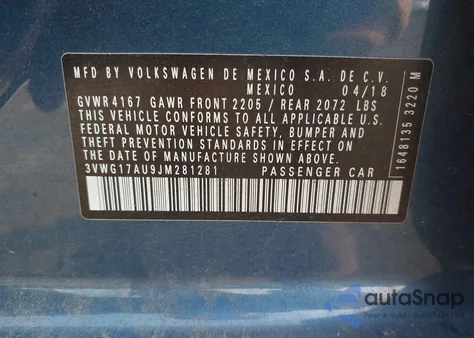 MFD BY VOLKSWAGEN DE MEXICO S.A. DE C.V.
MEXICO 04/18
GVWR 4167 GAWR FRONT 2205 / REAR 2072 LBS
THIS VEHICLE CONFORMS TO ALL APPLICABLE U.S.
FEDERAL MOTOR VEHICLE SAFETY, BUMPER AND
THEFT PREVENTION STANDARDS IN EFFECT ON
THE DATE OF MANUFACTURE SHOWN ABOVE.
3VWG17AU9JM281281 PASSENGER CAR
1648135 3220 M
autoSnap